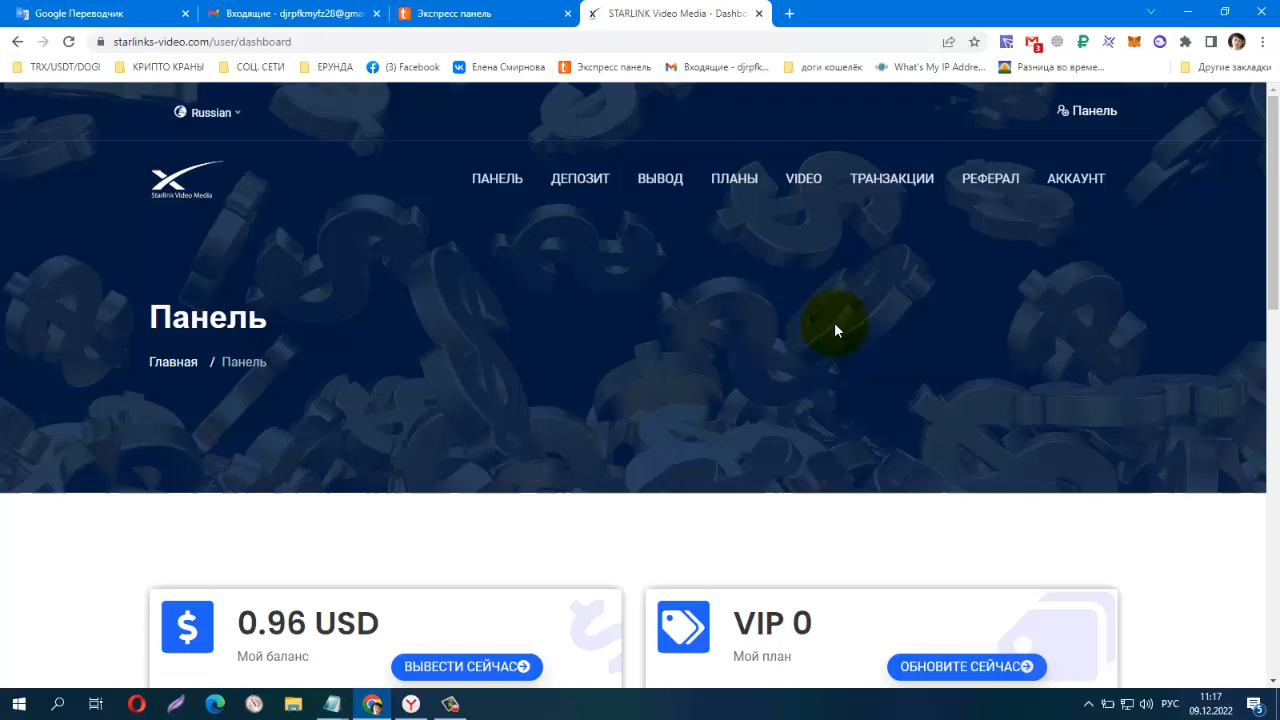 Google Переводчик
Входящие - djrpfkmyfz28@gmai
Экспресс панель
STARLINK Video Media - Dashbo
starlinks-video.com/user/dashboard
3
TRX/USDT/DOGI
КРИПТО КРАНЫ
СОЦ. СЕТИ
ЕРУНДА
(3) Facebook
Елена Смирнова
Экспресс панель
Входящие - djrpfk...
доги кошелёк
What's My IP Addre...
Разница во време...
Другие закладки
Russian
Панель
Starlink Video Media
ПАНЕЛЬ
ДЕПОЗИТ
ВЫВОД
ПЛАНЫ
VIDEO
ТРАНЗАКЦИИ
РЕФЕРАЛ
АККАУНТ
Панель
Главная / Панель
0.96 USD
Мой баланс
ВЫВЕСТИ СЕЙЧАС
VIP 0
Мой план
ОБНОВИТЕ СЕЙЧАС
РУС
11:17
09.12.2022
5